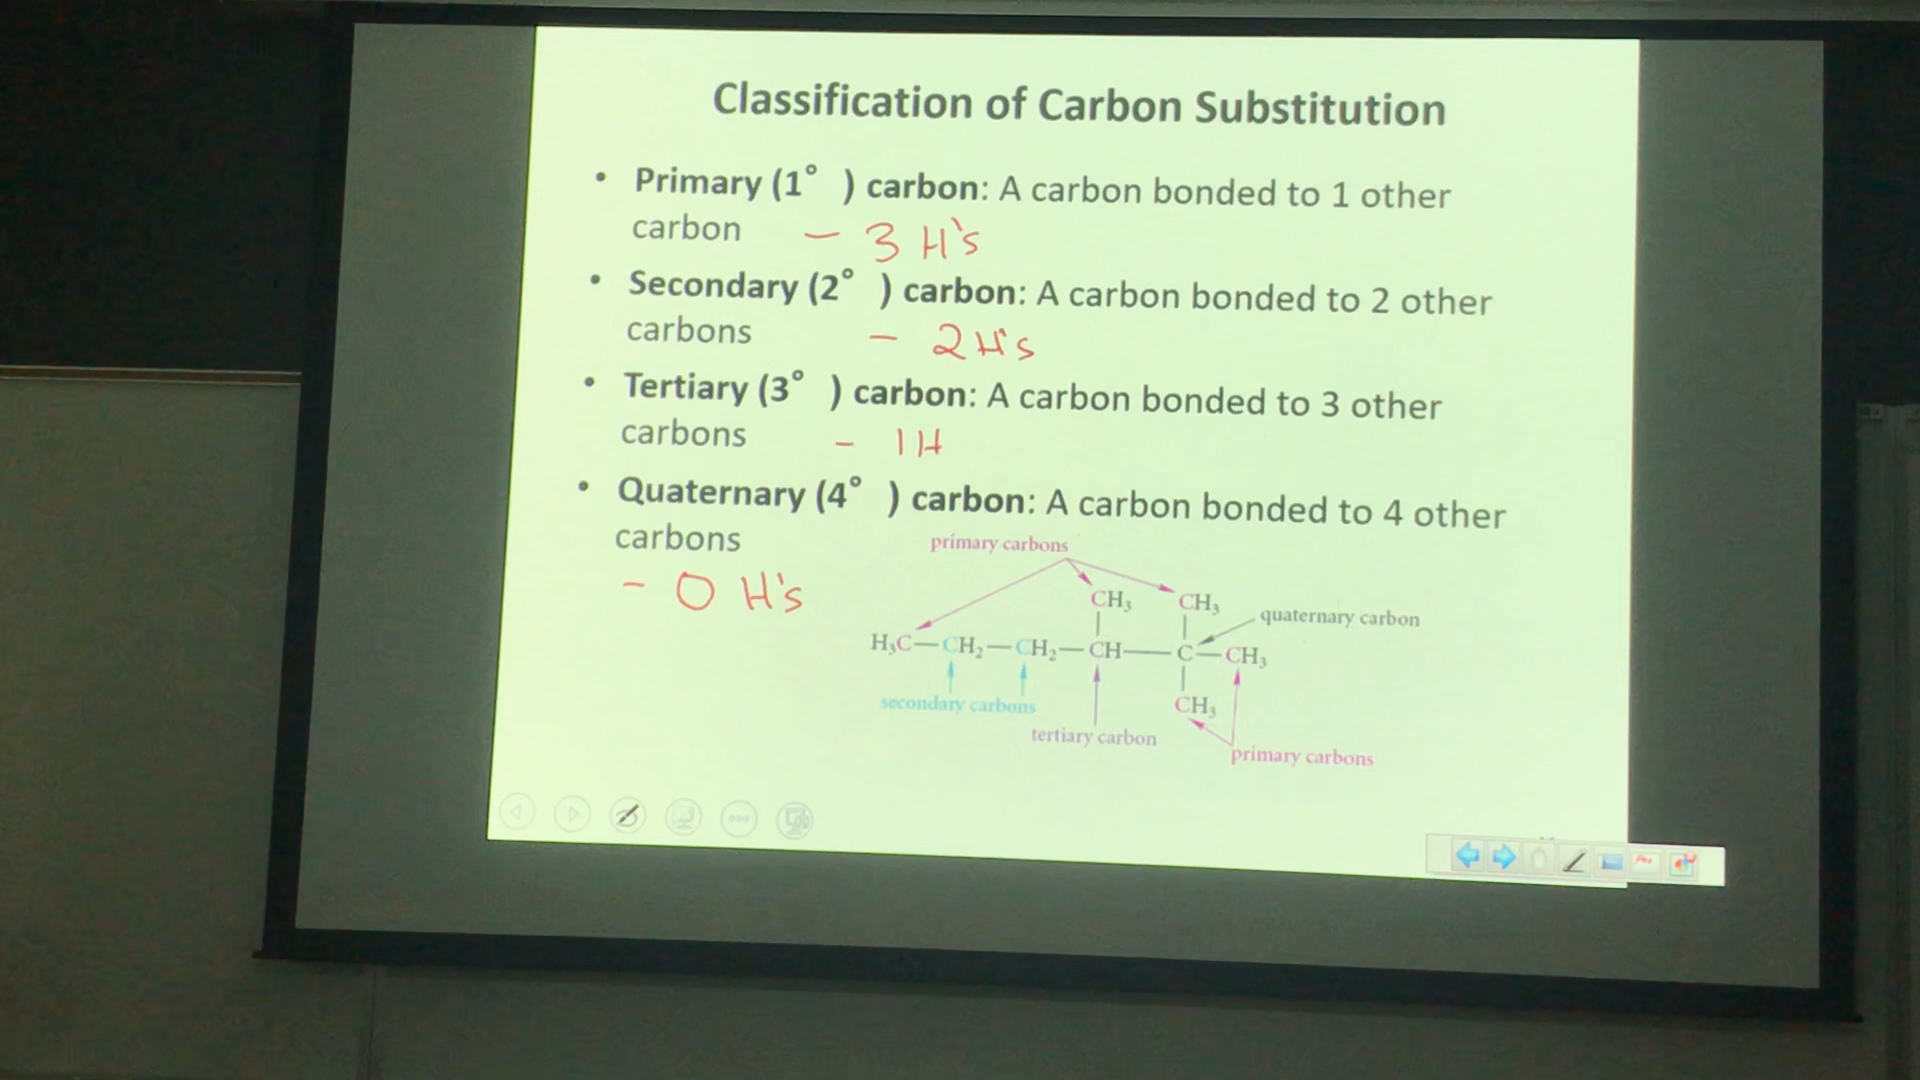 Classification of Carbon Substitution
• Primary (1° ) carbon: A carbon bonded to 1 other
carbon – 3 H's
• Secondary (2° ) carbon: A carbon bonded to 2 other
carbons – 2 H's
• Tertiary (3° ) carbon: A carbon bonded to 3 other
carbons – 1 H
• Quaternary (4° ) carbon: A carbon bonded to 4 other
carbons
– 0 H's
primary carbons
CH₃ CH₃
quaternary carbon
H₃C—CH₂—CH₂—CH—C—CH₃
secondary carbons
CH₃
tertiary carbon
primary carbons